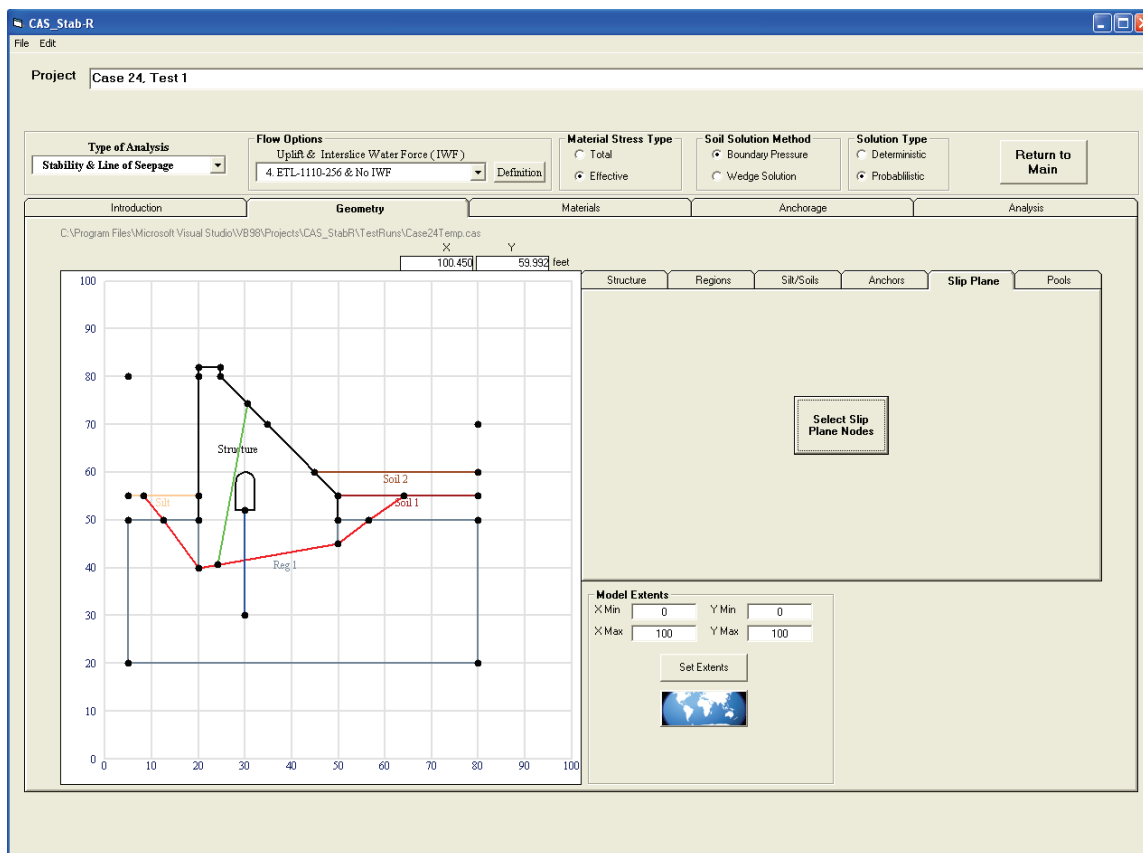 CAS_Stab-R
File Edit
Project Case 24, Test 1
Type of Analysis
Stability & Line of Seepage
Flow Options
Uplift & Interslice Water Force ( IWF )
4. ETL-1110-256 & No IWF
Definition
Material Stress Type
Total
Effective
Soil Solution Method
Boundary Pressure
Wedge Solution
Solution Type
Deterministic
Probablilistic
Return to
Main
Introduction Geometry Materials Anchorage Analysis
C:\Program Files\Microsoft Visual Studio\VB98\Projects\CAS_StabR\TestRuns\Case24Temp.cas
X Y
100.450 59.992 feet
Structure Regions Silt/Soils Anchors Slip Plane Pools
100
90
80
70
60
50
40
30
20
10
0
0 10 20 30 40 50 60 70 80 90 100
Structure
Soil 2
Silt
Soil 1
Reg 1
Select Slip
Plane Nodes
Model Extents
X Min 0 Y Min 0
X Max 100 Y Max 100
Set Extents